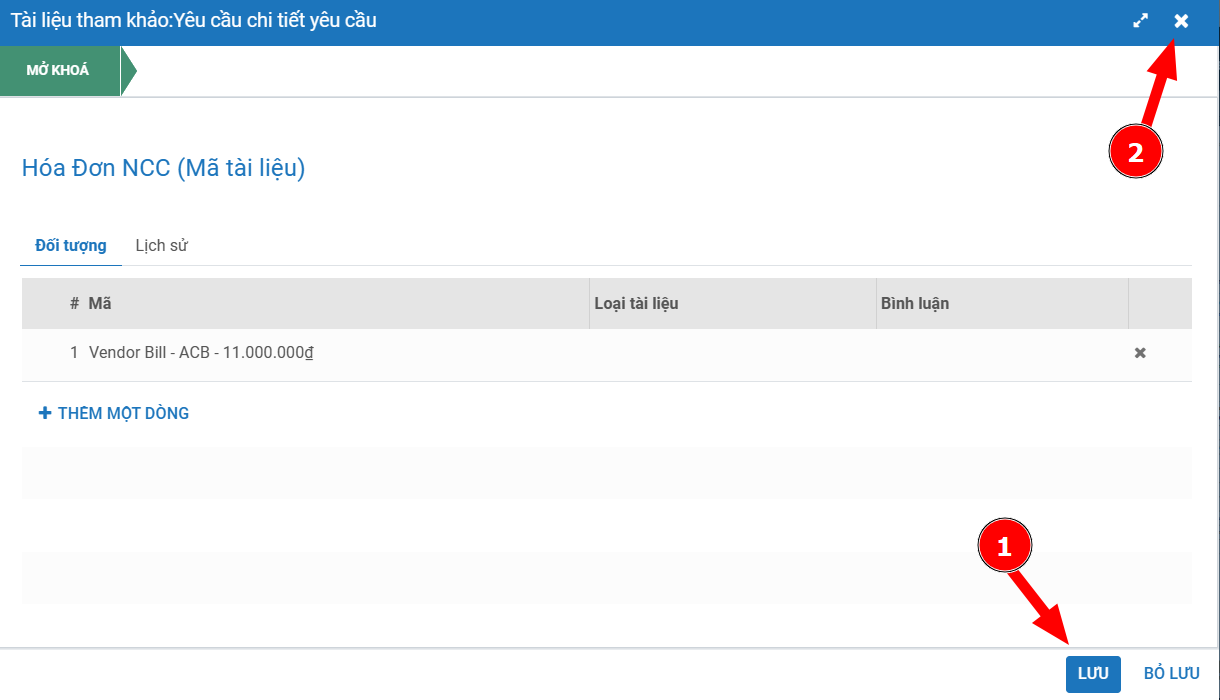 Tài liệu tham khảo:Yêu cầu chi tiết yêu cầu
MỞ KHOÁ
2
Hóa Đơn NCC (Mã tài liệu)
Đối tượng Lịch sử
# Mã Loại tài liệu Bình luận
1 Vendor Bill - ACB - 11.000.000₫
THÊM MỘT DÒNG
1
LƯU BỎ LƯU